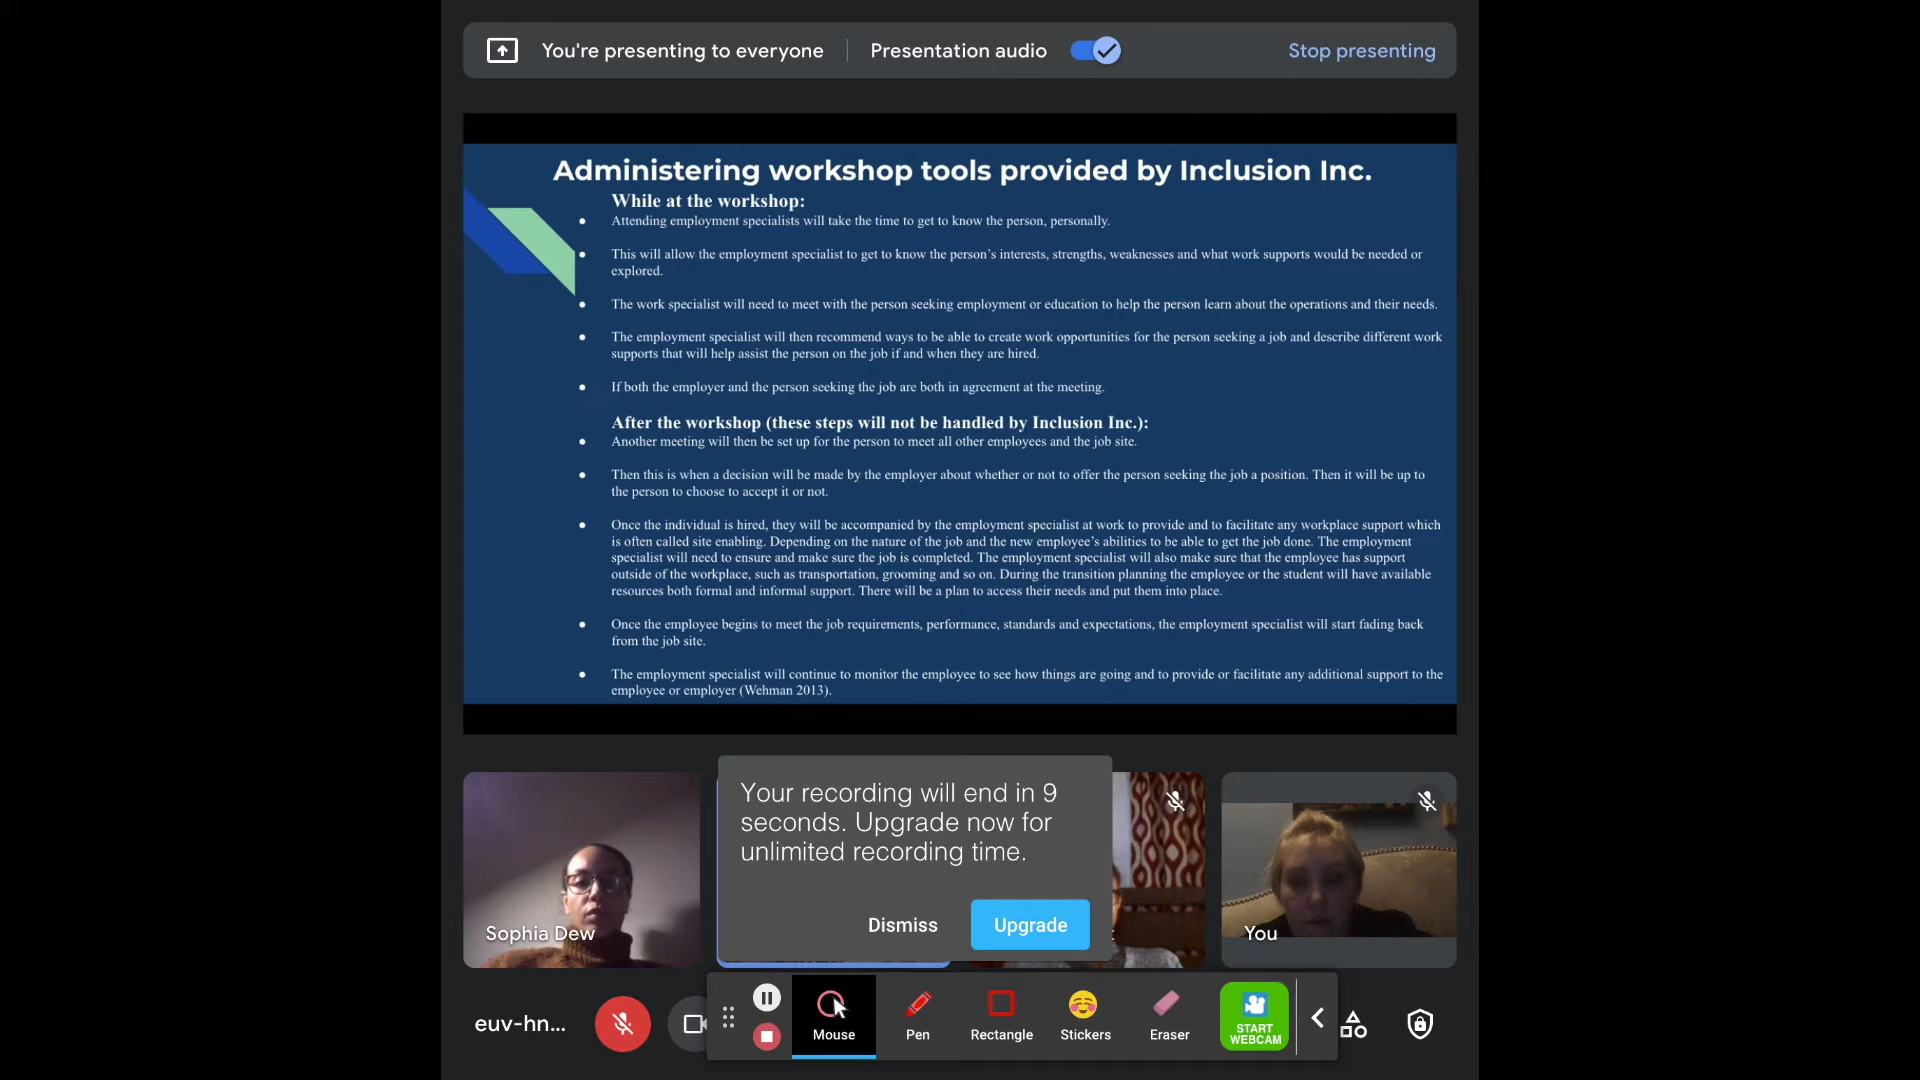 You're presenting to everyone
Presentation audio
Stop presenting
Administering workshop tools provided by Inclusion Inc.
While at the workshop:
Attending employment specialists will take the time to get to know the person, personally.
This will allow the employment specialist to get to know the person's interests, strengths, weaknesses and what work supports would be needed or
explored.
The work specialist will need to meet with the person seeking employment or education to help the person learn about the operations and their needs.
The employment specialist will then recommend ways to be able to create work opportunities for the person seeking a job and describe different work
supports that will help assist the person on the job if and when they are hired.
If both the employer and the person seeking the job are both in agreement at the meeting.
After the workshop (these steps will not be handled by Inclusion Inc.):
Another meeting will then be set up for the person to meet all other employees and the job site.
Then this is when a decision will be made by the employer about whether or not to offer the person seeking the job a position. Then it will be up to
the person to choose to accept it or not.
Once the individual is hired, they will be accompanied by the employment specialist at work to provide and to facilitate any workplace support which
is often called site enabling. Depending on the nature of the job and the new employee's abilities to be able to get the job done. The employment
specialist will need to ensure and make sure the job is completed. The employment specialist will also make sure that the employee has support
outside of the workplace, such as transportation, grooming and so on. During the transition planning the employee or the student will have available
resources both formal and informal support. There will be a plan to access their needs and put them into place.
Once the employee begins to meet the job requirements, performance, standards and expectations, the employment specialist will start fading back
from the job site.
The employment specialist will continue to monitor the employee to see how things are going and to provide or facilitate any additional support to the
employee or employer (Wehman 2013).
Your recording will end in 9
seconds. Upgrade now for
unlimited recording time.
Dismiss
Upgrade
Sophia Dew
You
euv-hn...
Mouse
Pen
Rectangle
Stickers
Eraser
START
WEBCAM